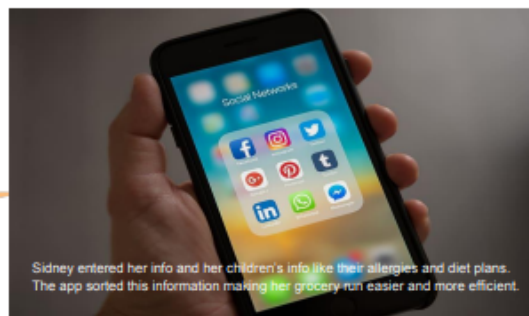 Social Networks
Sidney entered her info and her children's info like their allergies and diet plans.
The app sorted this information making her grocery run easier and more efficient.